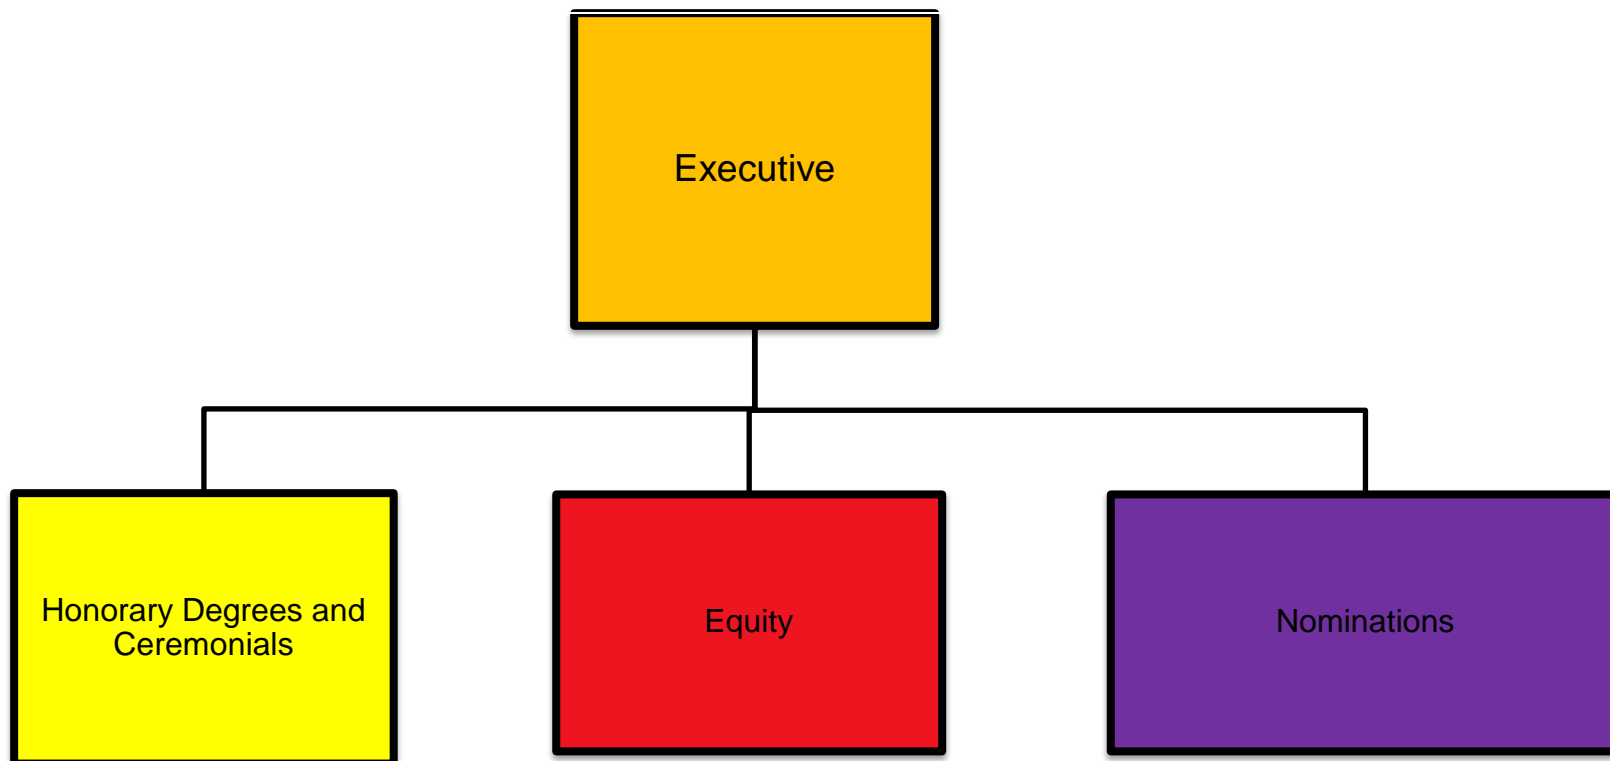 Executive
Honorary Degrees and
Ceremonials
Equity
Nominations